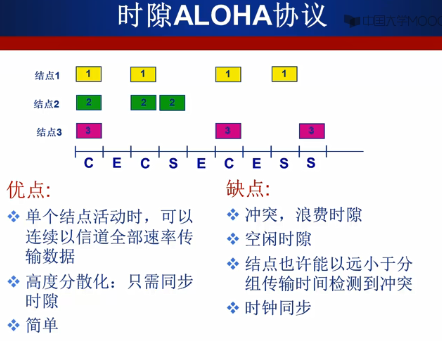 时隙ALOHA协议
中国大学MOOC
结点1 1 1 1 1
结点2 2 2 2
结点3 3 3 3
C E C S E C E S S
优点:
单个结点活动时，可以
连续以信道全部速率传
输数据
高度分散化：只需同步
时隙
简单
缺点:
冲突，浪费时隙
空闲时隙
结点也许能以远小于分
组传输时间检测到冲突
时钟同步